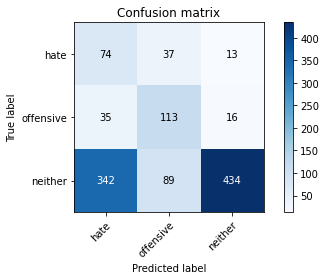 Confusion matrix
hate 74 37 13
offensive 35 113 16
neither 342 89 434
hate offensive neither
True label
Predicted label
400
350
300
250
200
150
100
50